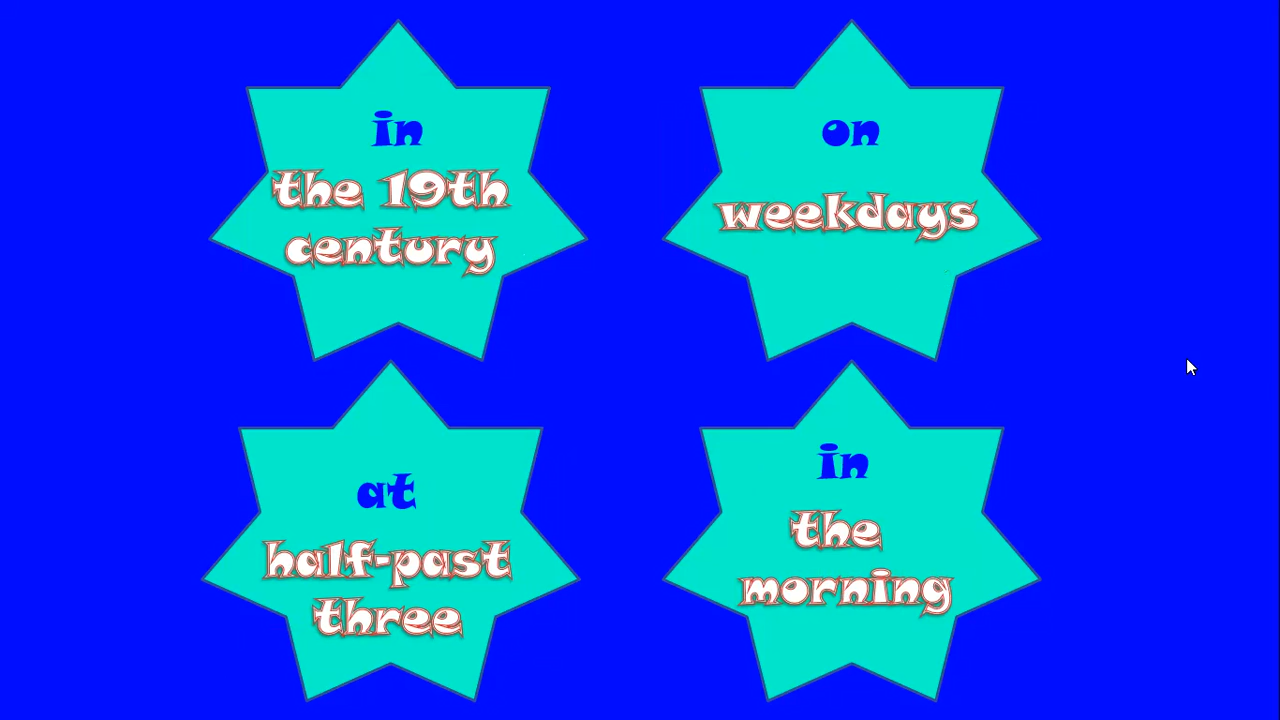 in
the 19th
century
on
weekdays
at
half-past
three
in
the
morning